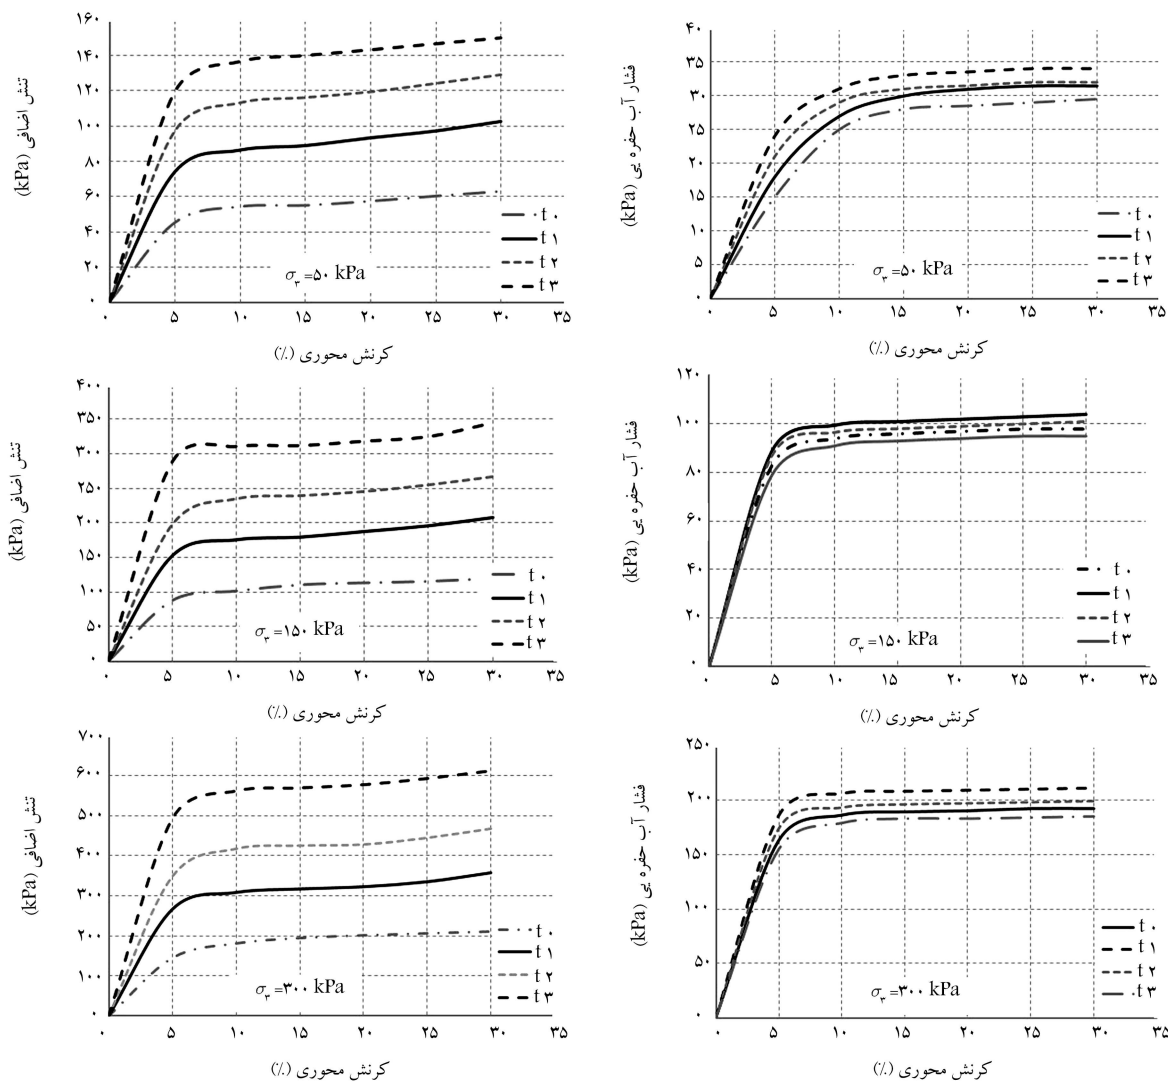 تنش اضافی (kPa)
۱۶۰
۱۴۰
۱۲۰
۱۰۰
۸۰
۶۰
۴۰
۲۰
۰
۵
۱۰
۱۵
۲۰
۲۵
۳۰
۳۵
t ۰
t ۱
t ۲
t ۳
σ۳ =۵۰ kPa
کرنش محوری (٪)
فشار آب حفره یی (kPa)
۴۰
۳۵
۳۰
۲۵
۲۰
۱۵
۱۰
۵
۰
۰
۵
۱۰
۱۵
۲۰
۲۵
۳۰
۳۵
t ۰
t ۱
t ۲
t ۳
σ۳ =۵۰ kPa
کرنش محوری (٪)
تنش اضافی (kPa)
۴۰۰
۳۵۰
۳۰۰
۲۵۰
۲۰۰
۱۵۰
۱۰۰
۵۰
۰
۰
۵
۱۰
۱۵
۲۰
۲۵
۳۰
۳۵
t ۰
t ۱
t ۲
t ۳
σ۳ =۱۵۰ kPa
کرنش محوری (٪)
فشار آب حفره یی (kPa)
۱۲۰
۱۰۰
۸۰
۶۰
۴۰
۲۰
۰
۰
۵
۱۰
۱۵
۲۰
۲۵
۳۰
۳۵
t ۰
t ۱
t ۲
t ۳
σ۳ =۱۵۰ kPa
کرنش محوری (٪)
تنش اضافی (kPa)
۷۰۰
۶۰۰
۵۰۰
۴۰۰
۳۰۰
۲۰۰
۱۰۰
۰
۰
۵
۱۰
۱۵
۲۰
۲۵
۳۰
۳۵
t ۰
t ۱
t ۲
t ۳
σ۳ =۳۰۰ kPa
کرنش محوری (٪)
فشار آب حفره یی (kPa)
۲۵۰
۲۰۰
۱۵۰
۱۰۰
۵۰
۰
۰
۵
۱۰
۱۵
۲۰
۲۵
۳۰
۳۵
t ۰
t ۱
t ۲
t ۳
σ۳ =۳۰۰ kPa
کرنش محوری (٪)